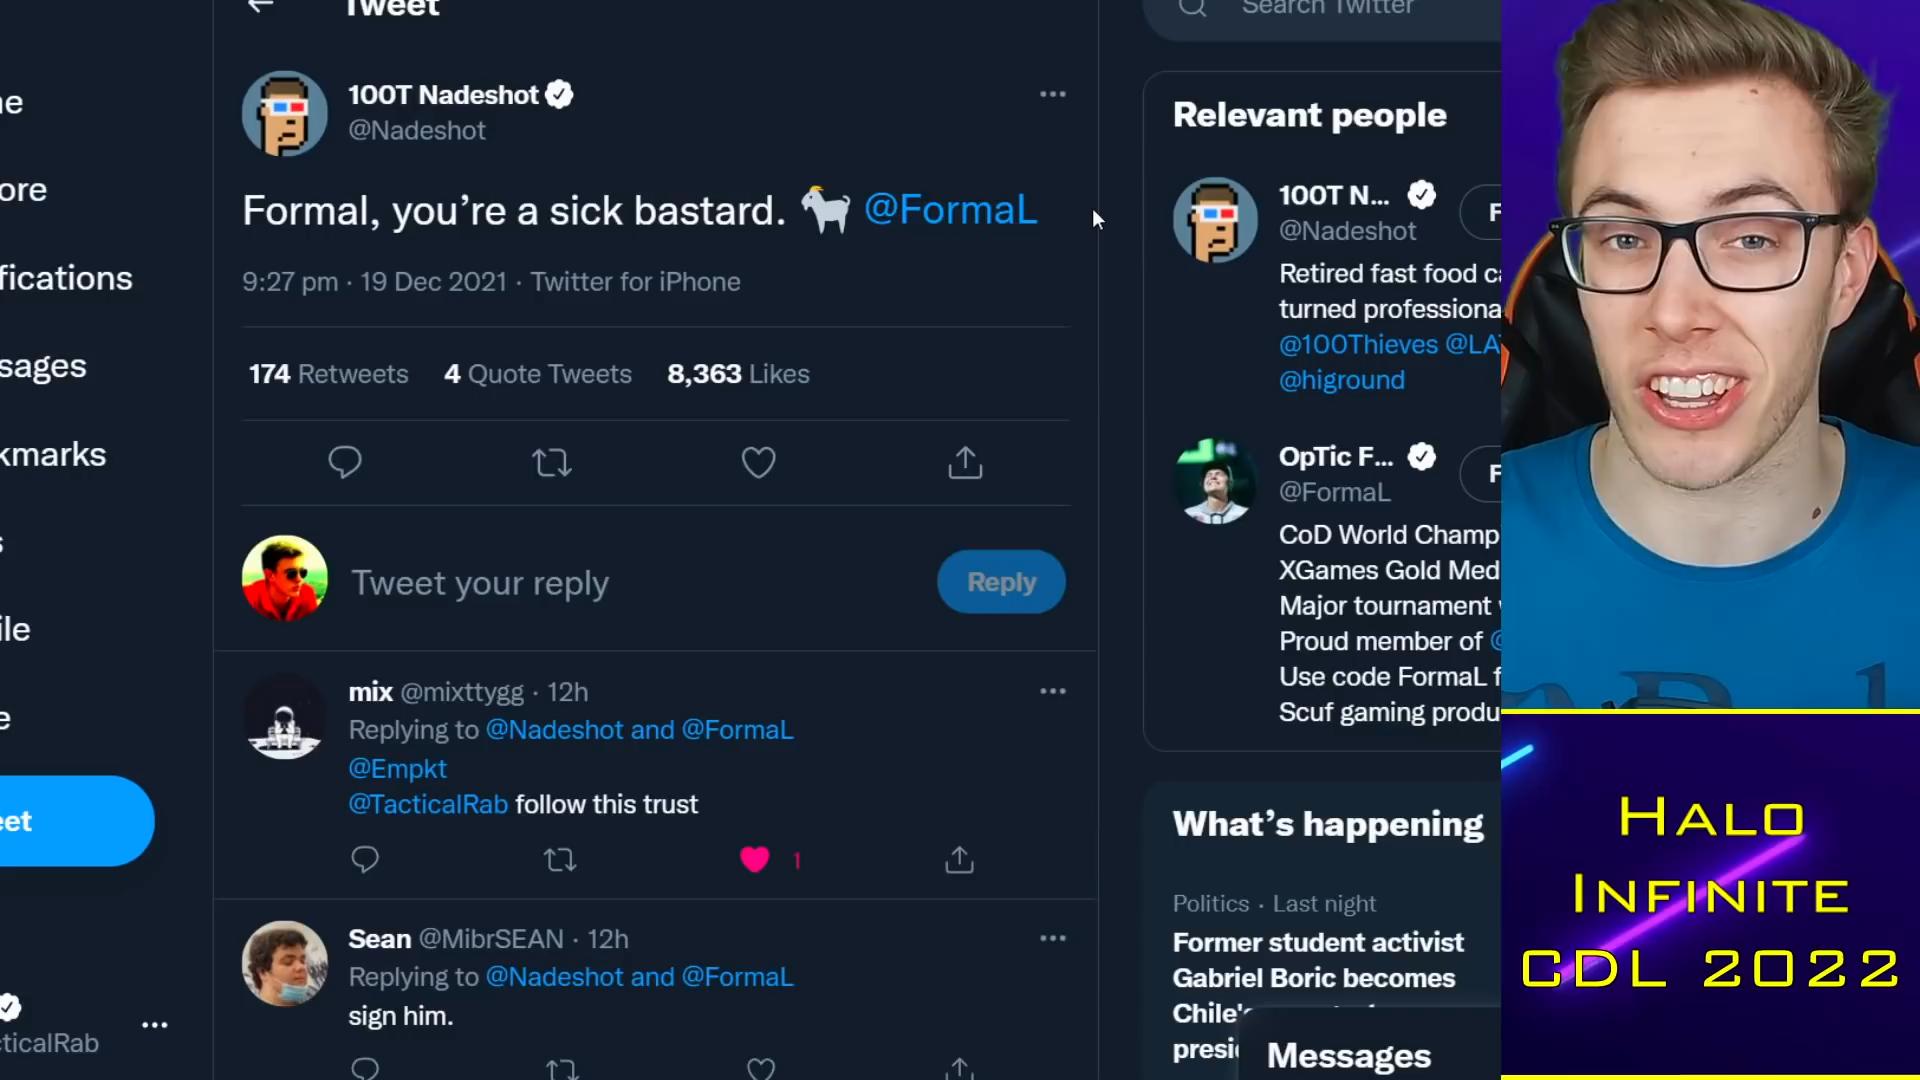 Tweet
Search Twitter
100T Nadeshot
@Nadeshot
Formal, you're a sick bastard. 🐐 @FormaL
9:27 pm · 19 Dec 2021 · Twitter for iPhone
174 Retweets 4 Quote Tweets 8,363 Likes
Tweet your reply
Reply
mix @mixttygg · 12h
Replying to @Nadeshot and @FormaL
@Empkt
@TacticalRab follow this trust
1
Sean @MibrSEAN · 12h
Replying to @Nadeshot and @FormaL
sign him.
ne
ore
fications
sages
kmarks
s
ile
e
eet
cticalRab
Relevant people
100T N...
F
@Nadeshot
Retired fast food ca
turned professiona
@100Thieves @LA
@higround
OpTic F...
F
@FormaL
CoD World Champ
XGames Gold Med
Major tournament
Proud member of @
Use code FormaL f
Scuf gaming produ
What's happening
Politics · Last night
Former student activist
Gabriel Boric becomes
Chile's
presi
Messages
Halo
Infinite
CDL 2022